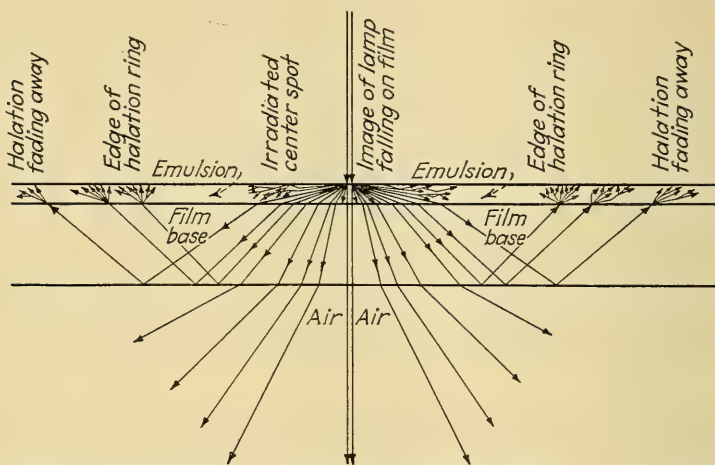 Halation
fading away
Edge of
halation ring
Irradiated
center spot
Image of lamp
falling on film
Edge of
halation ring
Halation
fading away
Emulsion,
Emulsion,
Film
base
Film
base
Air
Air